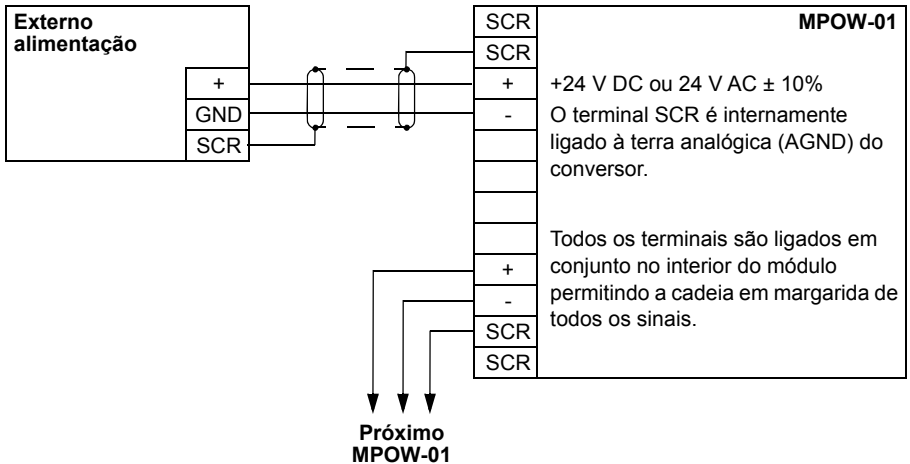 Externo
alimentação
+
GND
SCR
SCR
MPOW-01
SCR
+
+24 V DC ou 24 V AC ± 10%
-
O terminal SCR é internamente
ligado à terra analógica (AGND) do
conversor.
Todos os terminais são ligados em
+
conjunto no interior do módulo
-
permitindo a cadeia em margarida de
SCR
todos os sinais.
SCR
Próximo
MPOW-01